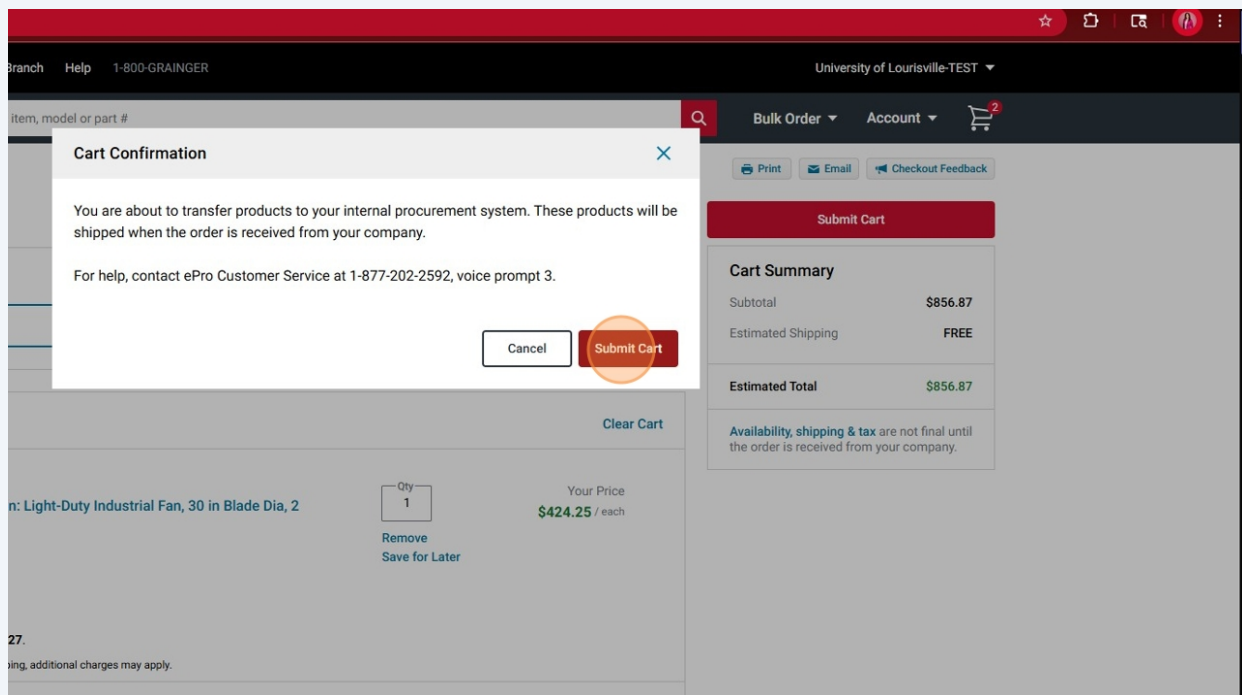 Branch Help 1-800-GRAINGER
University of Lourisville-TEST
item, model or part #
Bulk Order
Account
2
Cart Confirmation
You are about to transfer products to your internal procurement system. These products will be
shipped when the order is received from your company.
For help, contact ePro Customer Service at 1-877-202-2592, voice prompt 3.
Cancel
Submit Cart
Print
Email
Checkout Feedback
Submit Cart
Cart Summary
Subtotal $856.87
Estimated Shipping FREE
Estimated Total $856.87
Availability, shipping & tax are not final until
the order is received from your company.
Clear Cart
n: Light-Duty Industrial Fan, 30 in Blade Dia, 2
Qty
1
Remove
Save for Later
Your Price
$424.25 / each
27.
ping, additional charges may apply.